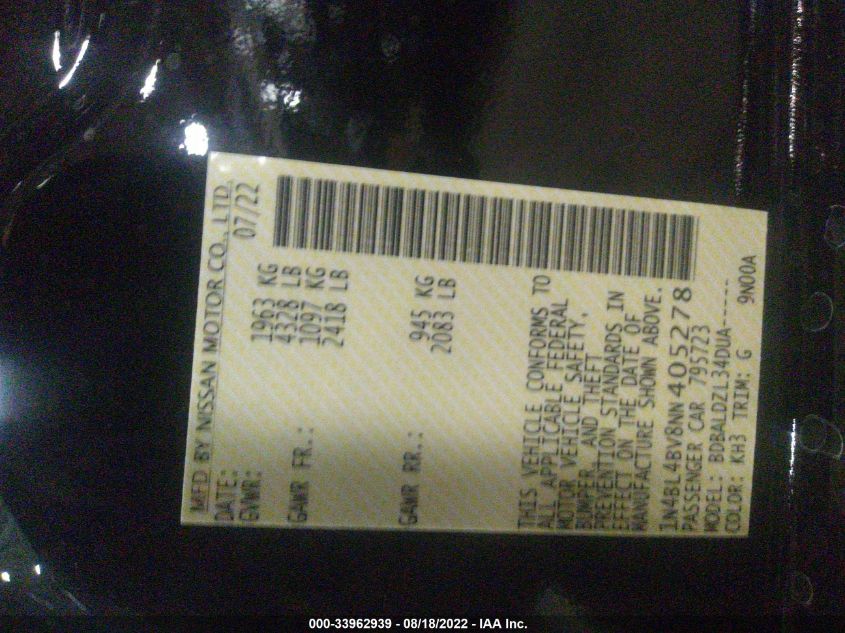 MFD BY NISSAN MOTOR CO., LTD.
DATE: 07/22
GVWR: 1963 KG
4328 LB
GAWR FR.: 1097 KG
2418 LB
GAWR RR.: 945 KG
2083 LB
THIS VEHICLE CONFORMS TO
ALL APPLICABLE FEDERAL
MOTOR VEHICLE SAFETY,
BUMPER, AND THEFT
PREVENTION STANDARDS IN
EFFECT ON THE DATE OF
MANUFACTURE SHOWN ABOVE.
1N4BL4BV8NN405278
PASSENGER CAR 795723
MODEL: BDBALDZL34DUA-----
COLOR: KH3 TRIM: G 9N00A
000-33962939 - 08/18/2022 - IAA Inc.